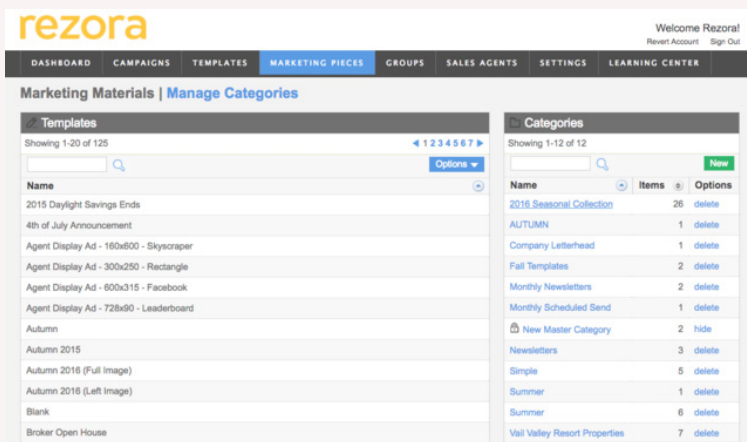 rezora
Welcome Rezora!
Revert Account Sign Out
DASHBOARD CAMPAIGNS TEMPLATES MARKETING PIECES GROUPS SALES AGENTS SETTINGS LEARNING CENTER
Marketing Materials | Manage Categories
Templates
Showing 1-20 of 125 1 2 3 4 5 6 7
Options
Name
2015 Daylight Savings Ends
4th of July Announcement
Agent Display Ad - 160x600 - Skyscraper
Agent Display Ad - 300x250 - Rectangle
Agent Display Ad - 600x315 - Facebook
Agent Display Ad - 728x90 - Leaderboard
Autumn
Autumn 2015
Autumn 2016 (Full Image)
Autumn 2016 (Left Image)
Blank
Broker Open House
Categories
Showing 1-12 of 12
New
Name Items Options
2016 Seasonal Collection 26 delete
AUTUMN 1 delete
Company Letterhead 1 delete
Fall Templates 2 delete
Monthly Newsletters 2 delete
Monthly Scheduled Send 1 delete
New Master Category 2 hide
Newsletters 3 delete
Simple 5 delete
Summer 1 delete
Summer 6 delete
Vail Valley Resort Properties 7 delete